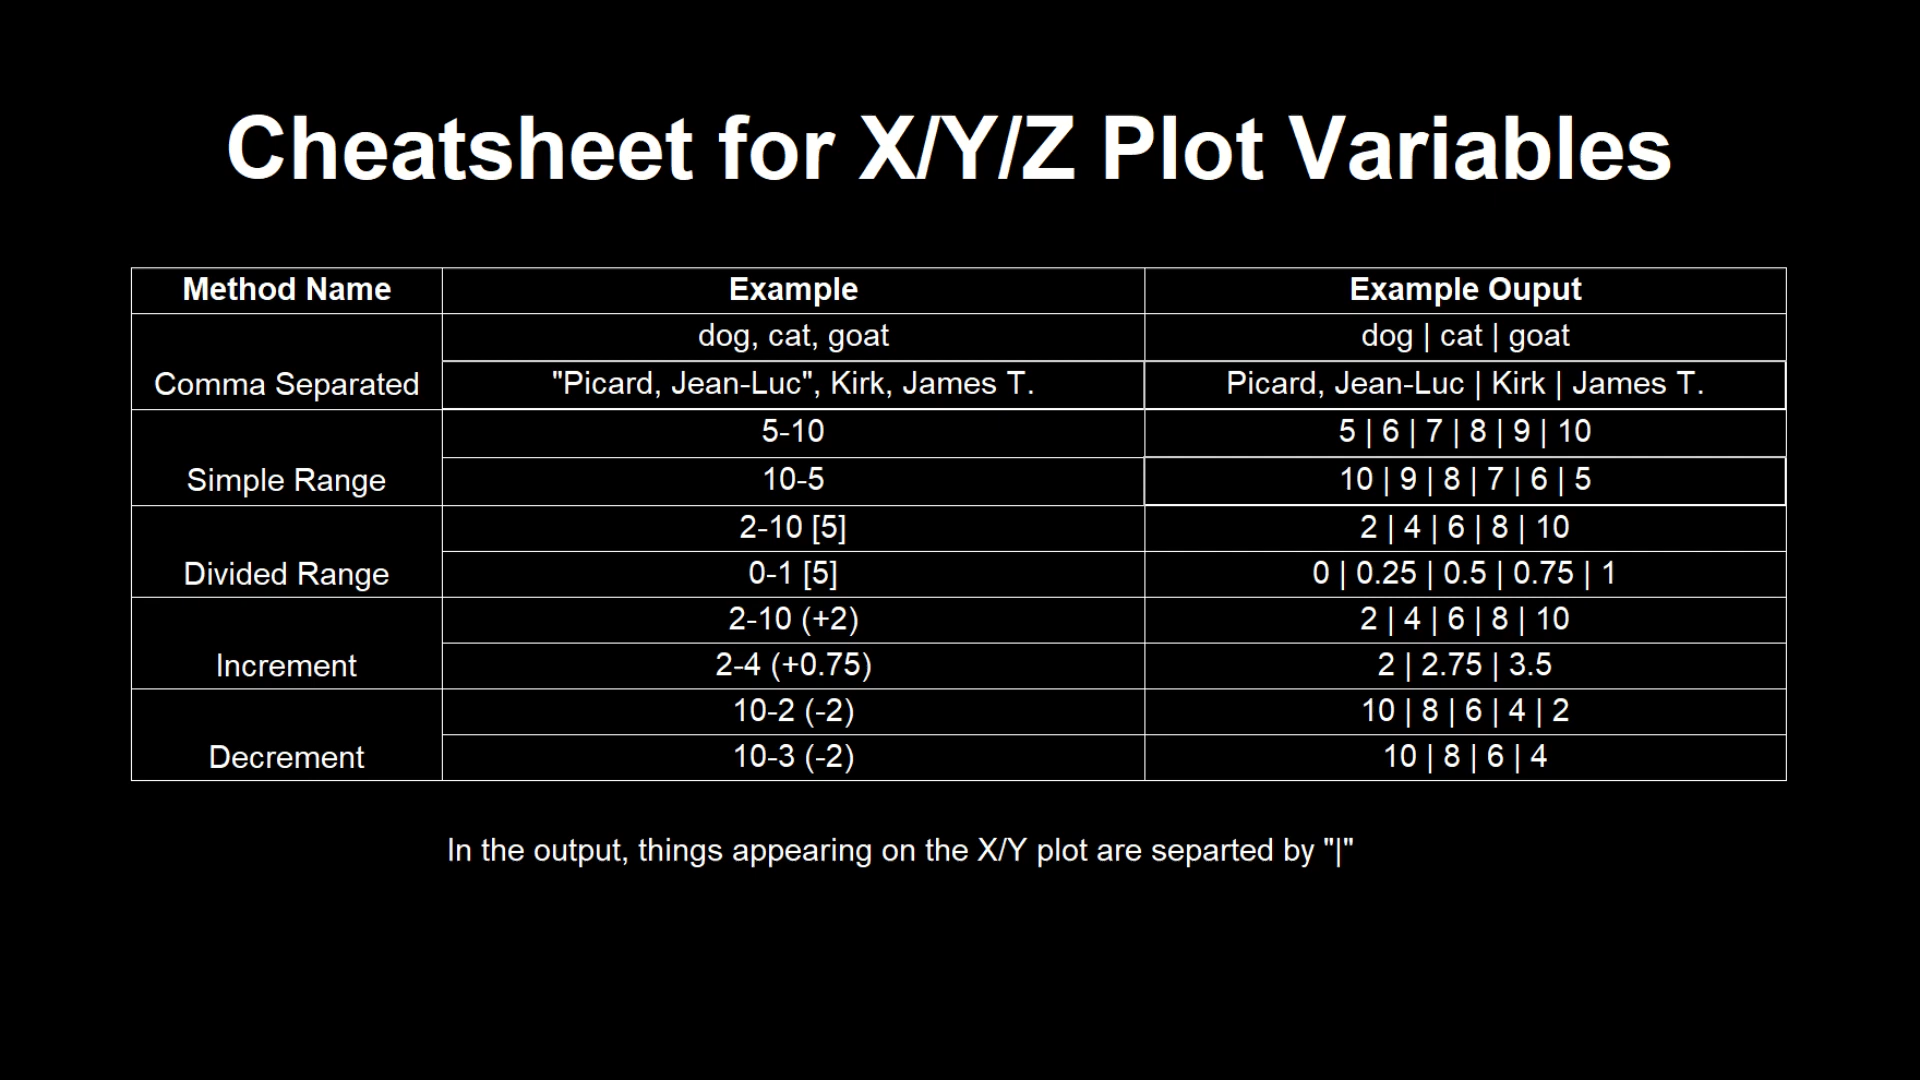 Cheatsheet for X/Y/Z Plot Variables
Method Name Example Example Ouput
Comma Separated dog, cat, goat dog | cat | goat
"Picard, Jean-Luc", Kirk, James T. Picard, Jean-Luc | Kirk | James T.
Simple Range 5-10 5 | 6 | 7 | 8 | 9 | 10
10-5 10 | 9 | 8 | 7 | 6 | 5
Divided Range 2-10 [5] 2 | 4 | 6 | 8 | 10
0-1 [5] 0 | 0.25 | 0.5 | 0.75 | 1
Increment 2-10 (+2) 2 | 4 | 6 | 8 | 10
2-4 (+0.75) 2 | 2.75 | 3.5
Decrement 10-2 (-2) 10 | 8 | 6 | 4 | 2
10-3 (-2) 10 | 8 | 6 | 4
In the output, things appearing on the X/Y plot are separted by "|"